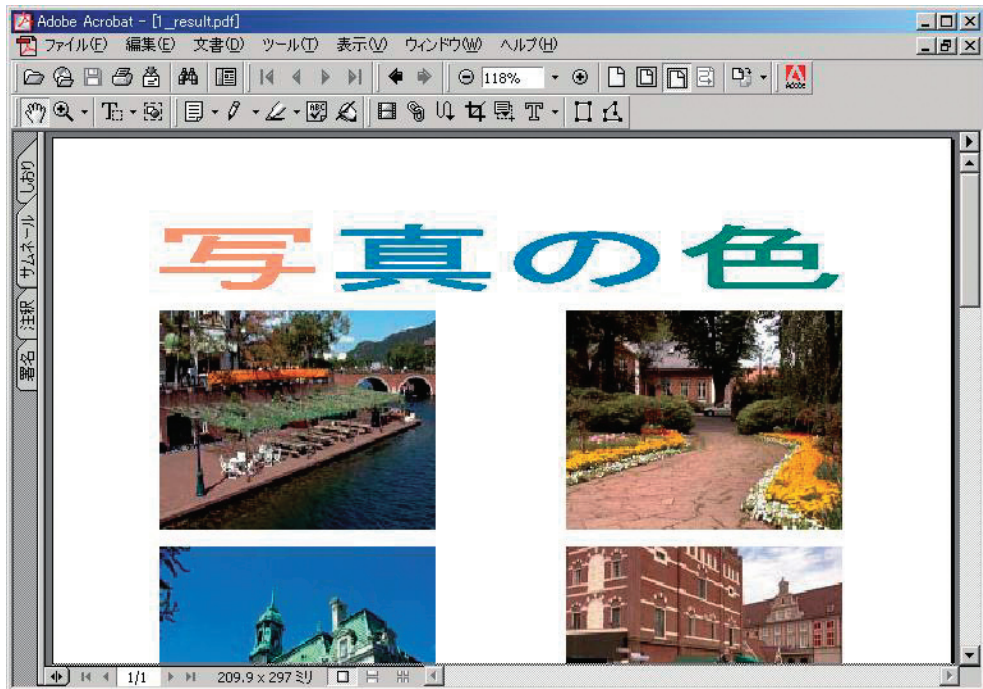 Adobe Acrobat - [1_result.pdf]
ファイル(F) 編集(E) 文書(D) ツール(T) 表示(V) ウィンドウ(W) ヘルプ(H)
118%
Adobe
ABC
しおり
サムネール
注釈
署名
写真の色
1/1
209.9 x 297 ミリ